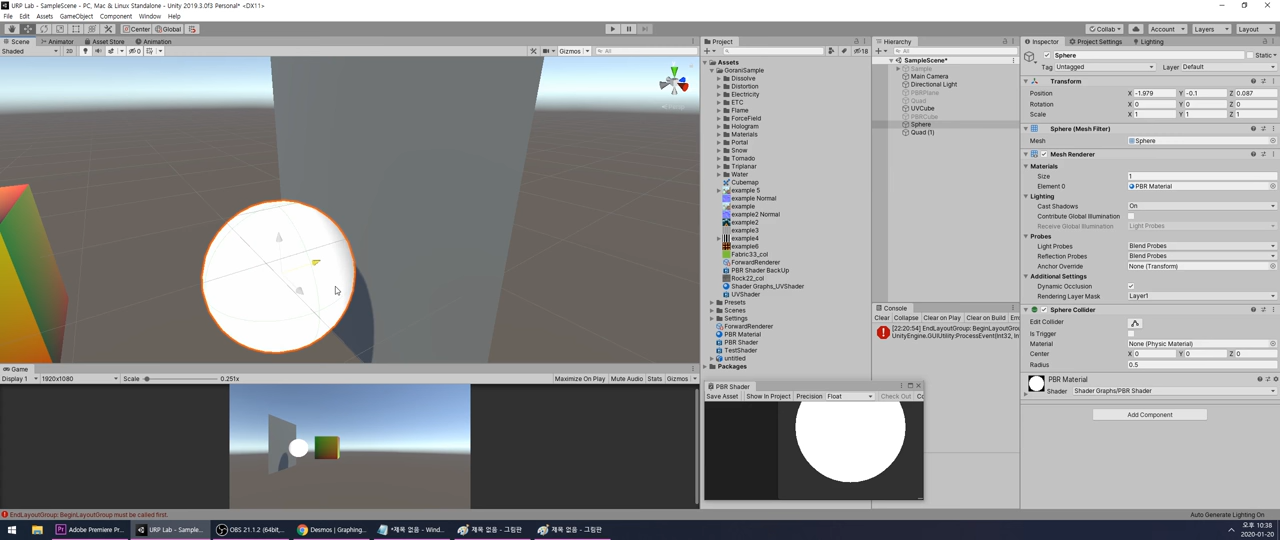 URP Lab - SampleScene - PC, Mac & Linux Standalone - Unity 2019.3.0f3 Personal* <DX11>
File Edit Assets GameObject Component Window Help
Center Global Collab Account Layers Layout
Scene Animator Asset Store Animation
Shaded 2D 0 Gizmos All
Game
Display 1 1920x1080 Scale 0.251x Maximize On Play Mute Audio Stats Gizmos
Project
18
Assets
GoraniSample
Dissolve
Distortion
Electricity
ETC
Flame
ForceField
Hologram
Materials
Portal
Snow
Tornado
Triplanar
Water
Cubemap
example 5
example Normal
example
example2 Normal
example2
example3
example4
example6
Fabric33_col
ForwardRenderer
PBR Shader BackUp
Rock22_col
Shader Graphs_UVShader
UVShader
Presets
Scenes
Settings
ForwardRenderer
PBR Material
PBR Shader
TestShader
untitled
Packages
PBR Shader
Save Asset Show In Project Precision Float Check Out
Hierarchy
All
SampleScene*
Sample
Main Camera
Directional Light
PBRPlane
Quad
UVCube
PBRCube
Sphere
Quad (1)
Console
Clear Collapse Clear on Play Clear on Build
[22:20:54] EndLayoutGroup: BeginLayoutGrou
UnityEngine.GUIUtility:ProcessEvent(Int32, In
Inspector Project Settings Lighting
Sphere Static
Tag Untagged Layer Default
Transform
Position X -1.979 Y -0.1 Z 0.087
Rotation X 0 Y 0 Z 0
Scale X 1 Y 1 Z 1
Sphere (Mesh Filter)
Mesh Sphere
Mesh Renderer
Materials
Size 1
Element 0 PBR Material
Lighting
Cast Shadows On
Contribute Global Illumination
Receive Global Illumination Light Probes
Probes
Light Probes Blend Probes
Reflection Probes Blend Probes
Anchor Override None (Transform)
Additional Settings
Dynamic Occlusion
Rendering Layer Mask Layer1
Sphere Collider
Edit Collider
Is Trigger
Material None (Physic Material)
Center X 0 Y 0 Z 0
Radius 0.5
PBR Material
Shader Shader Graphs/PBR Shader
Add Component
EndLayoutGroup: BeginLayoutGroup must be called first.
Auto Generate Lighting On
Adobe Premiere Pr... URP Lab - Sample... OBS 21.1.2 (64bit,... Desmos | Graphing... *제목 없음 - Wind... 제목 없음 - 그림판 제목 없음 - 그림판
오후 10:38
2020-01-20